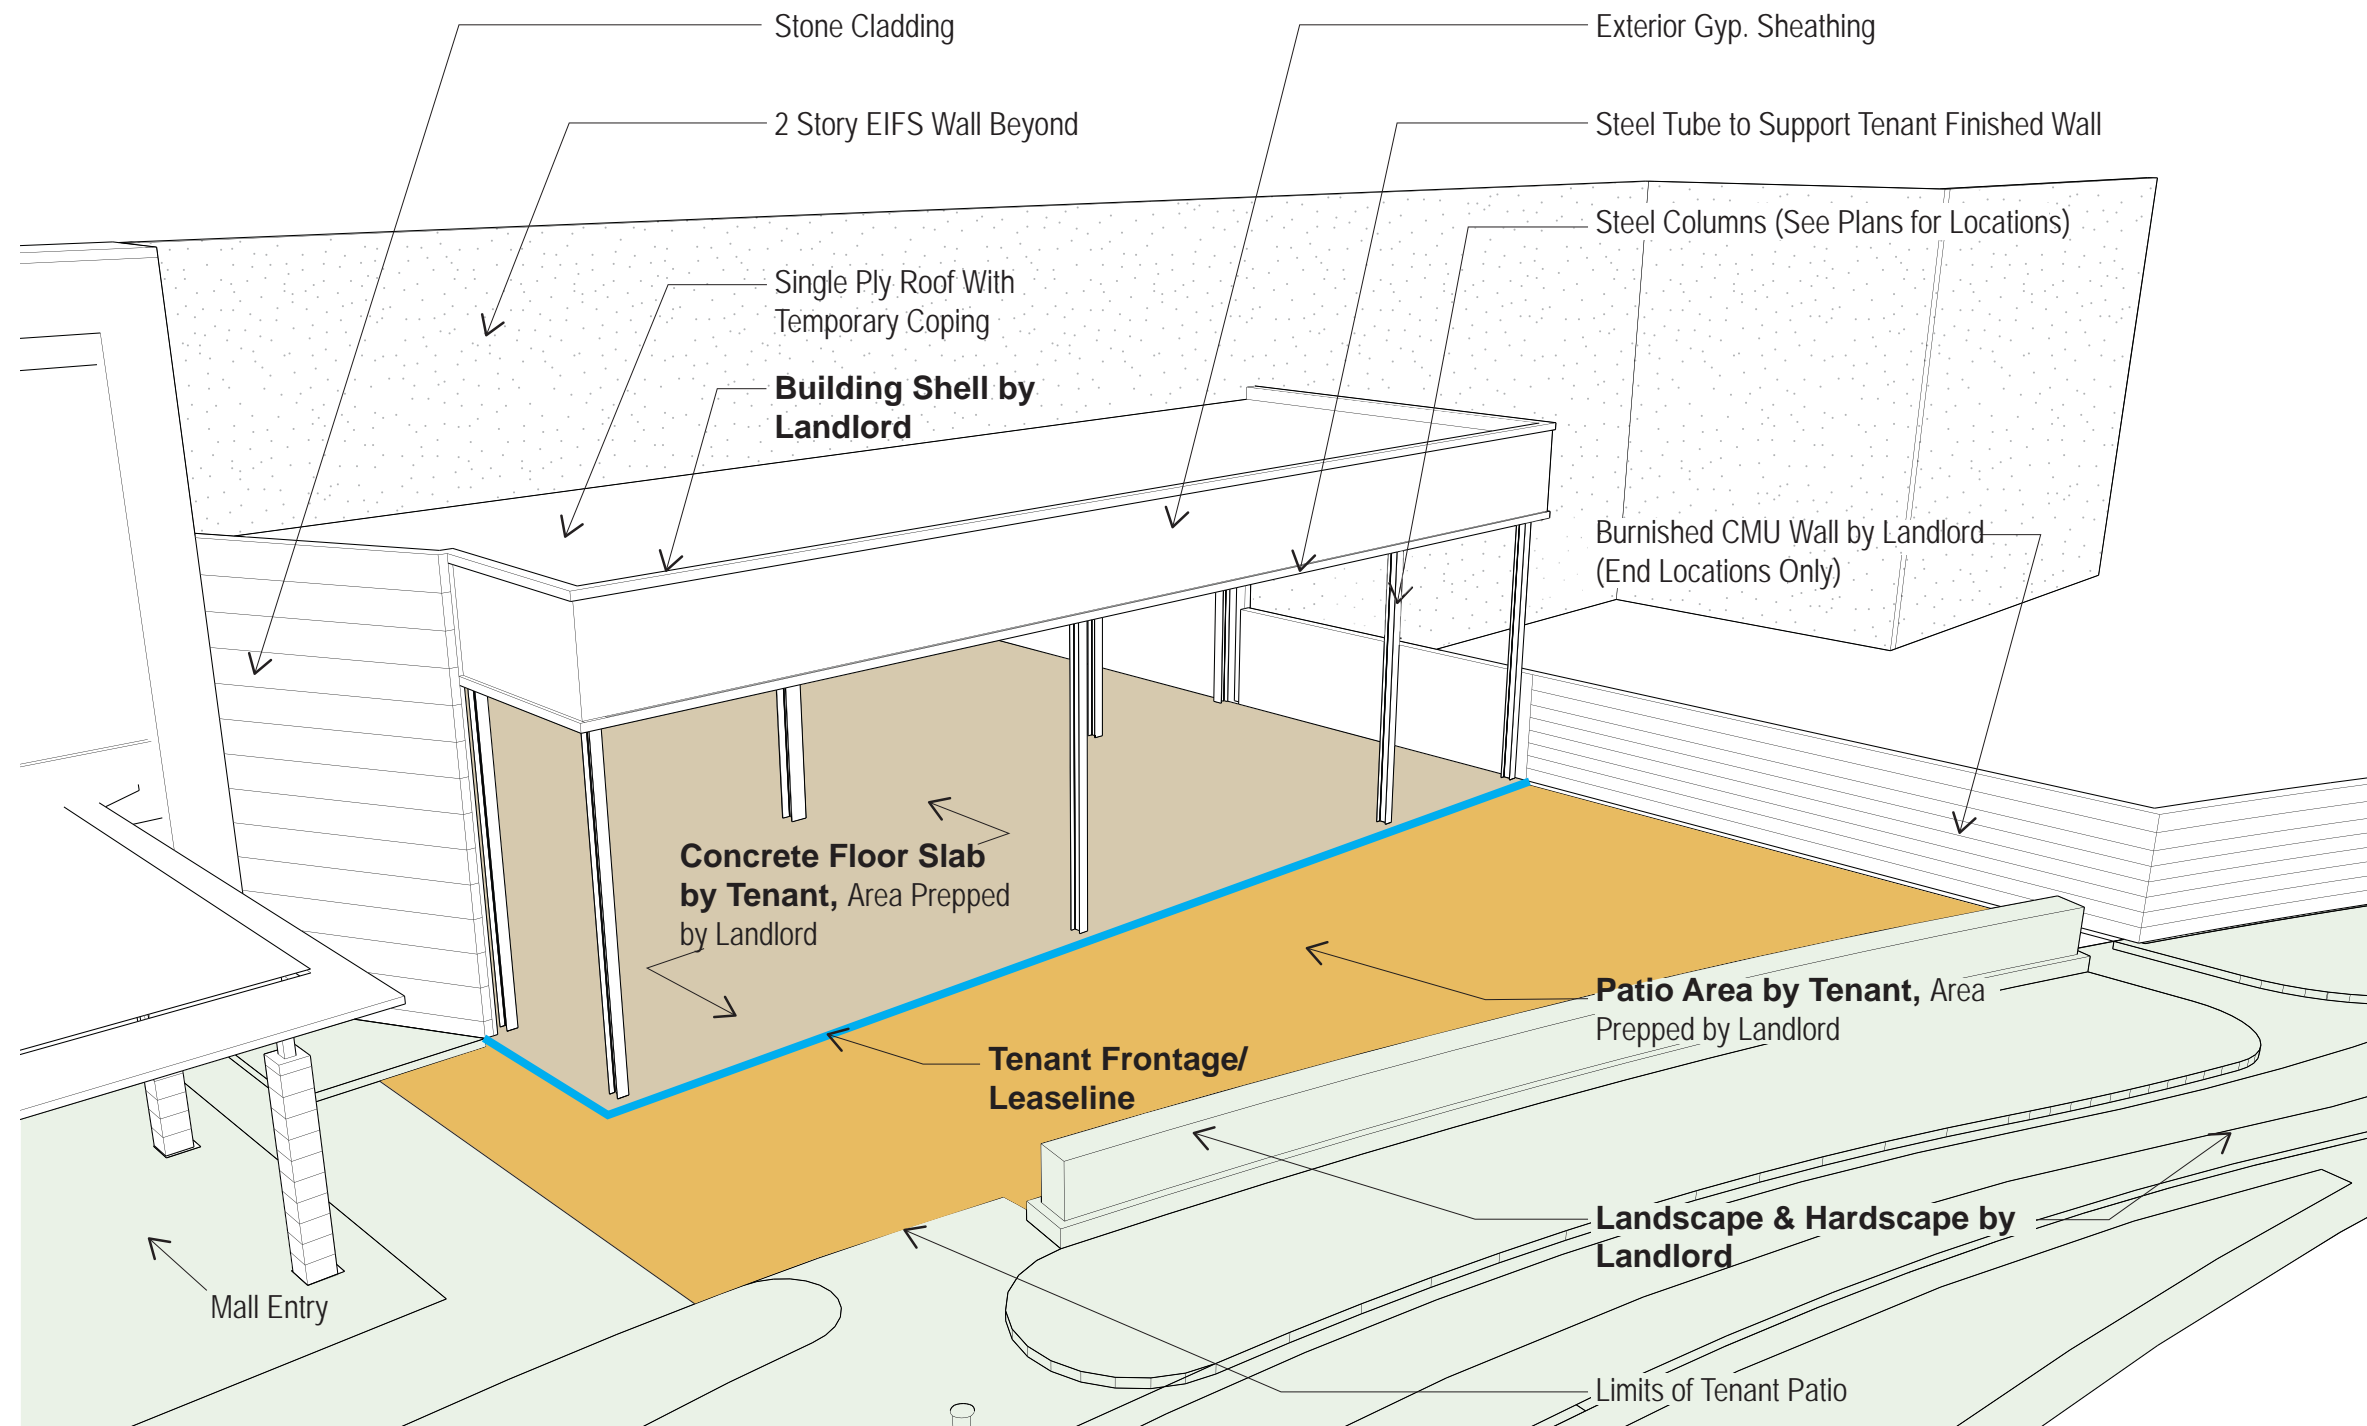 Stone Cladding
Exterior Gyp. Sheathing
2 Story EIFS Wall Beyond
Steel Tube to Support Tenant Finished Wall
Steel Columns (See Plans for Locations)
Single Ply Roof With
Temporary Coping
Building Shell by
Landlord
Burnished CMU Wall by Landlord
(End Locations Only)
Concrete Floor Slab
by Tenant, Area Prepped
by Landlord
Patio Area by Tenant, Area
Prepped by Landlord
Tenant Frontage/
Leaseline
Landscape & Hardscape by
Landlord
Mall Entry
Limits of Tenant Patio